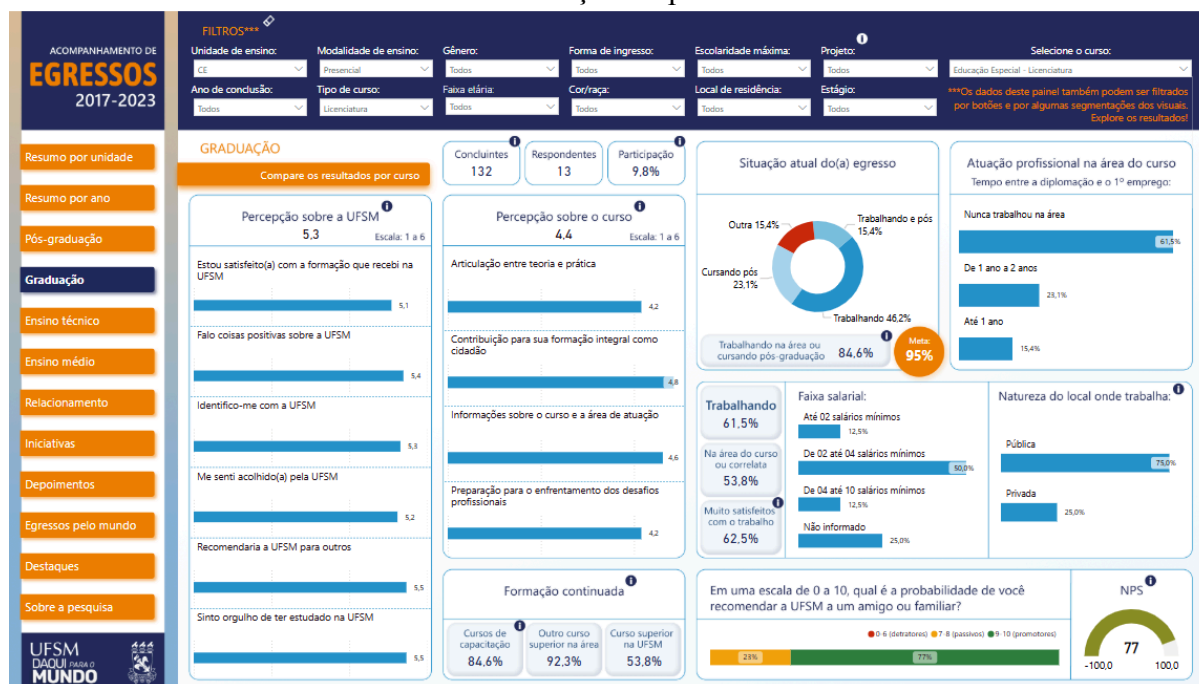 ACOMPANHAMENTO DE
EGRESSOS
2017-2023
FILTROS***
Unidade de ensino:
CE
Modalidade de ensino:
Presencial
Gênero:
Todos
Forma de ingresso:
Todos
Escolaridade máxima:
Todos
Projeto:
Todos
Selecione o curso:
Educação Especial - Licenciatura
Ano de conclusão:
Todos
Tipo de curso:
Licenciatura
Faixa etária:
Todos
Cor/raça:
Todos
Local de residência:
Todos
Estágio:
Todos
***Os dados deste painel também podem ser filtrados
por botões e por algumas segmentações dos visuais.
Explore os resultados!
Resumo por unidade
Resumo por ano
Pós-graduação
Graduação
Ensino técnico
Ensino médio
Relacionamento
Iniciativas
Depoimentos
Egressos pelo mundo
Destaques
Sobre a pesquisa
UFSM
DAQUI PARA O
MUNDO
GRADUAÇÃO
Compare os resultados por curso
Concluintes
132
Respondentes
13
Participação
9,8%
Percepção sobre a UFSM
5,3
Escala: 1 a 6
Estou satisfeito(a) com a formação que recebi na
UFSM
5,1
Falo coisas positivas sobre a UFSM
5,4
Identifico-me com a UFSM
5,3
Me senti acolhido(a) pela UFSM
5,2
Recomendaria a UFSM para outros
5,5
Sinto orgulho de ter estudado na UFSM
5,5
Percepção sobre o curso
4,4
Escala: 1 a 6
Articulação entre teoria e prática
4,2
Contribuição para sua formação integral como
cidadão
4,8
Informações sobre o curso e a área de atuação
4,6
Preparação para o enfrentamento dos desafios
profissionais
4,2
Formação continuada
Cursos de
capacitação
84,6%
Outro curso
superior na área
92,3%
Curso superior
na UFSM
53,8%
Situação atual do(a) egresso
Outra 15,4%
Trabalhando e pós
15,4%
Cursando pós
23,1%
Trabalhando 46,2%
Trabalhando na área ou
cursando pós-graduação
84,6%
Meta:
95%
Atuação profissional na área do curso
Tempo entre a diplomação e o 1º emprego:
Nunca trabalhou na área
61,5%
De 1 ano a 2 anos
23,1%
Até 1 ano
15,4%
Trabalhando
61,5%
Na área do curso
ou correlata
53,8%
Muito satisfeitos
com o trabalho
62,5%
Faixa salarial:
Até 02 salários mínimos
12,5%
De 02 até 04 salários mínimos
50,0%
De 04 até 10 salários mínimos
12,5%
Não informado
25,0%
Natureza do local onde trabalha:
Pública
75,0%
Privada
25,0%
Em uma escala de 0 a 10, qual é a probabilidade de você
recomendar a UFSM a um amigo ou familiar?
0-6 (detratores) 7-8 (passivos) 9-10 (promotores)
23%
77%
NPS
77
-100,0
100,0